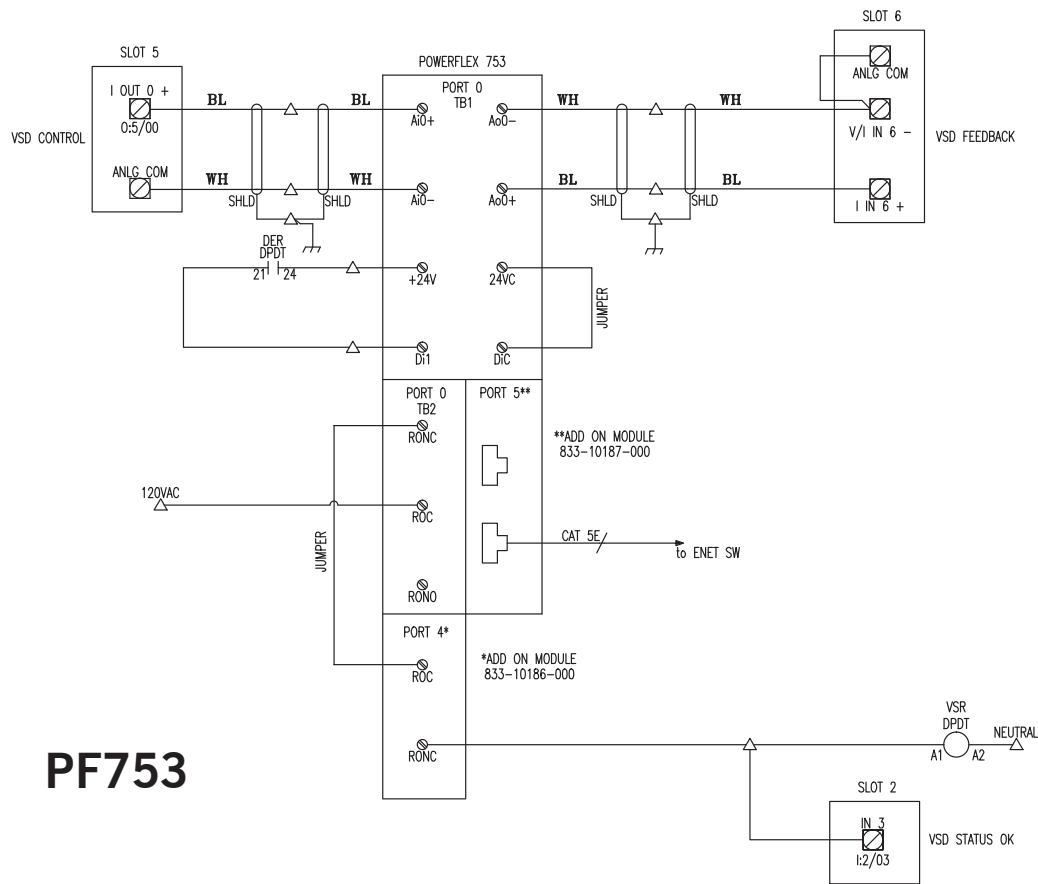 SLOT 6
SLOT 5
POWERFLEX 753
ANLG COM
PORT 0
TB1
I OUT 0 +
BL
BL
WH
WH
Ai0+
Ao0-
O:5/00
V/I IN 6 -
VSD CONTROL
VSD FEEDBACK
ANLG COM
WH
WH
BL
BL
SHLD
SHLD
Ai0-
Ao0+
SHLD
SHLD
I IN 6 +
DER
DPDT
21
24
+24V
24VC
JUMPER
Di1
DiC
PORT 0
TB2
PORT 5**
RONC
**ADD ON MODULE
833-10187-000
120VAC
ROC
JUMPER
CAT 5E
to ENET SW
RONO
PORT 4*
*ADD ON MODULE
833-10186-000
ROC
VSR
DPDT
NEUTRAL
RONC
A1
A2
PF753
SLOT 2
IN 3
VSD STATUS OK
I:2/03